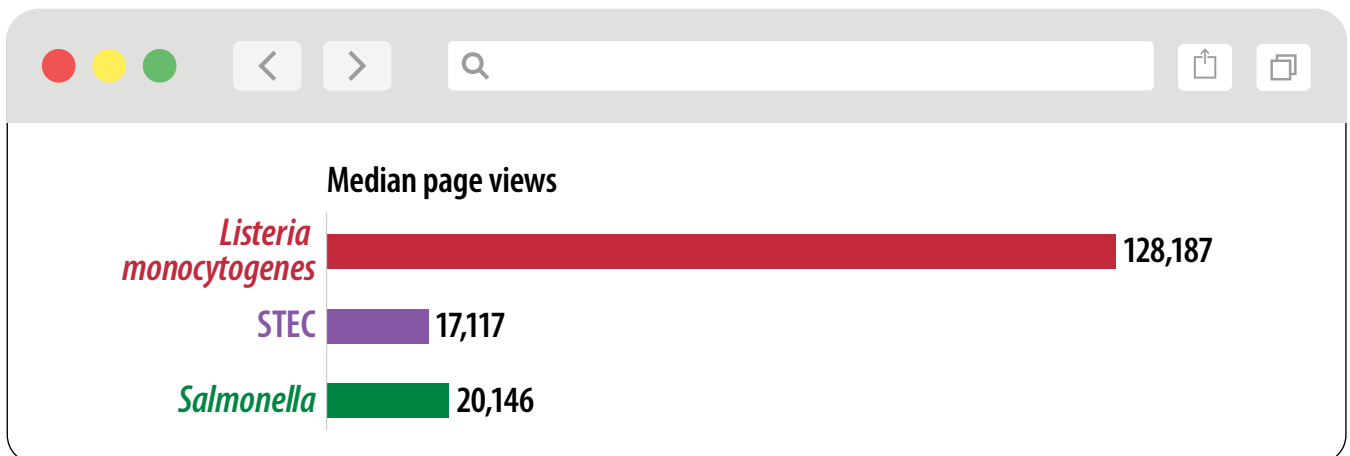 Median page views
Listeria
monocytogenes
128,187
STEC
17,117
Salmonella
20,146